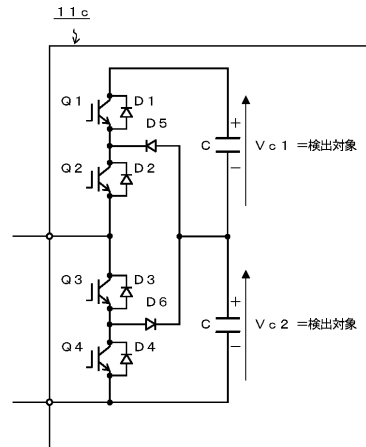 11c
Q1 D1
D5
C + Vc1 =検出対象
−
Q2 D2
Q3 D3
D6
C + Vc2 =検出対象
−
Q4 D4